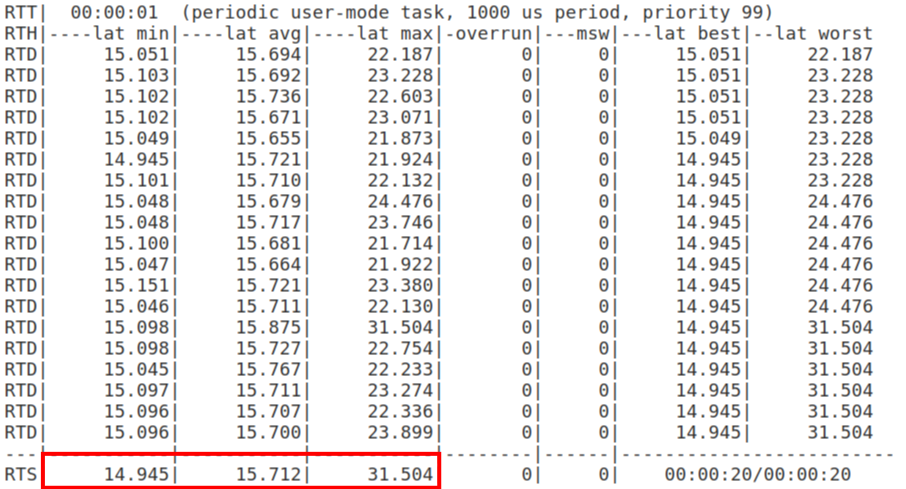 RTT|  00:00:01  (periodic user-mode task, 1000 us period, priority 99)
RTH|----lat min|----lat avg|----lat max|-overrun|---msw|---lat best|--lat worst
RTD|     15.051|     15.694|     22.187|       0|     0|     15.051|     22.187
RTD|     15.103|     15.692|     23.228|       0|     0|     15.051|     23.228
RTD|     15.102|     15.736|     22.603|       0|     0|     15.051|     23.228
RTD|     15.102|     15.671|     23.071|       0|     0|     15.051|     23.228
RTD|     15.049|     15.655|     21.873|       0|     0|     15.049|     23.228
RTD|     14.945|     15.721|     21.924|       0|     0|     14.945|     23.228
RTD|     15.101|     15.710|     22.132|       0|     0|     14.945|     23.228
RTD|     15.048|     15.679|     24.476|       0|     0|     14.945|     24.476
RTD|     15.048|     15.717|     23.746|       0|     0|     14.945|     24.476
RTD|     15.100|     15.681|     21.714|       0|     0|     14.945|     24.476
RTD|     15.047|     15.664|     21.922|       0|     0|     14.945|     24.476
RTD|     15.151|     15.721|     23.380|       0|     0|     14.945|     24.476
RTD|     15.046|     15.711|     22.130|       0|     0|     14.945|     24.476
RTD|     15.098|     15.875|     31.504|       0|     0|     14.945|     31.504
RTD|     15.098|     15.727|     22.754|       0|     0|     14.945|     31.504
RTD|     15.045|     15.767|     22.233|       0|     0|     14.945|     31.504
RTD|     15.097|     15.711|     23.274|       0|     0|     14.945|     31.504
RTD|     15.096|     15.707|     22.336|       0|     0|     14.945|     31.504
RTD|     15.096|     15.700|     23.899|       0|     0|     14.945|     31.504
---|-----------|-----------|-----------|--------|------|-------------------------
RTS|     14.945|     15.712|     31.504|       0|     0|    00:00:20/00:00:20